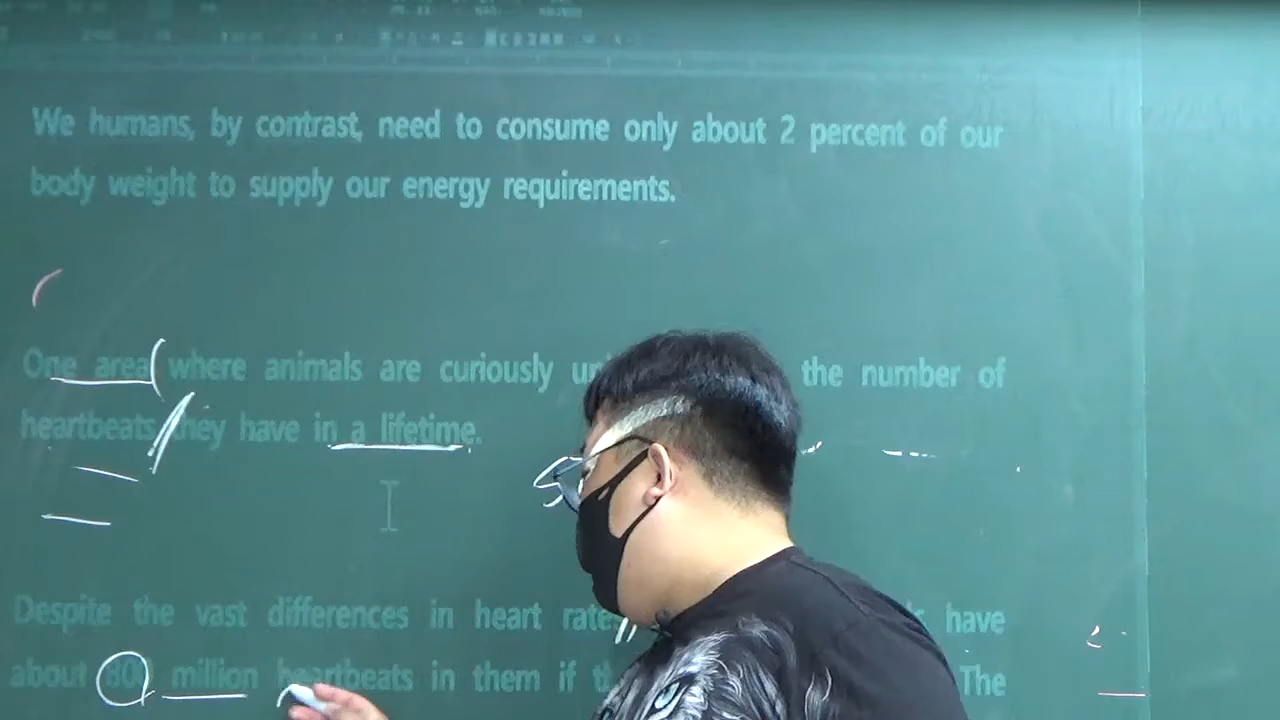 We humans, by contrast, need to consume only about 2 percent of our
body weight to supply our energy requirements.
One area where animals are curiously the number of
heartbeats they have in a lifetime.
Despite the vast differences in heart have
about million heartbeats in them if The